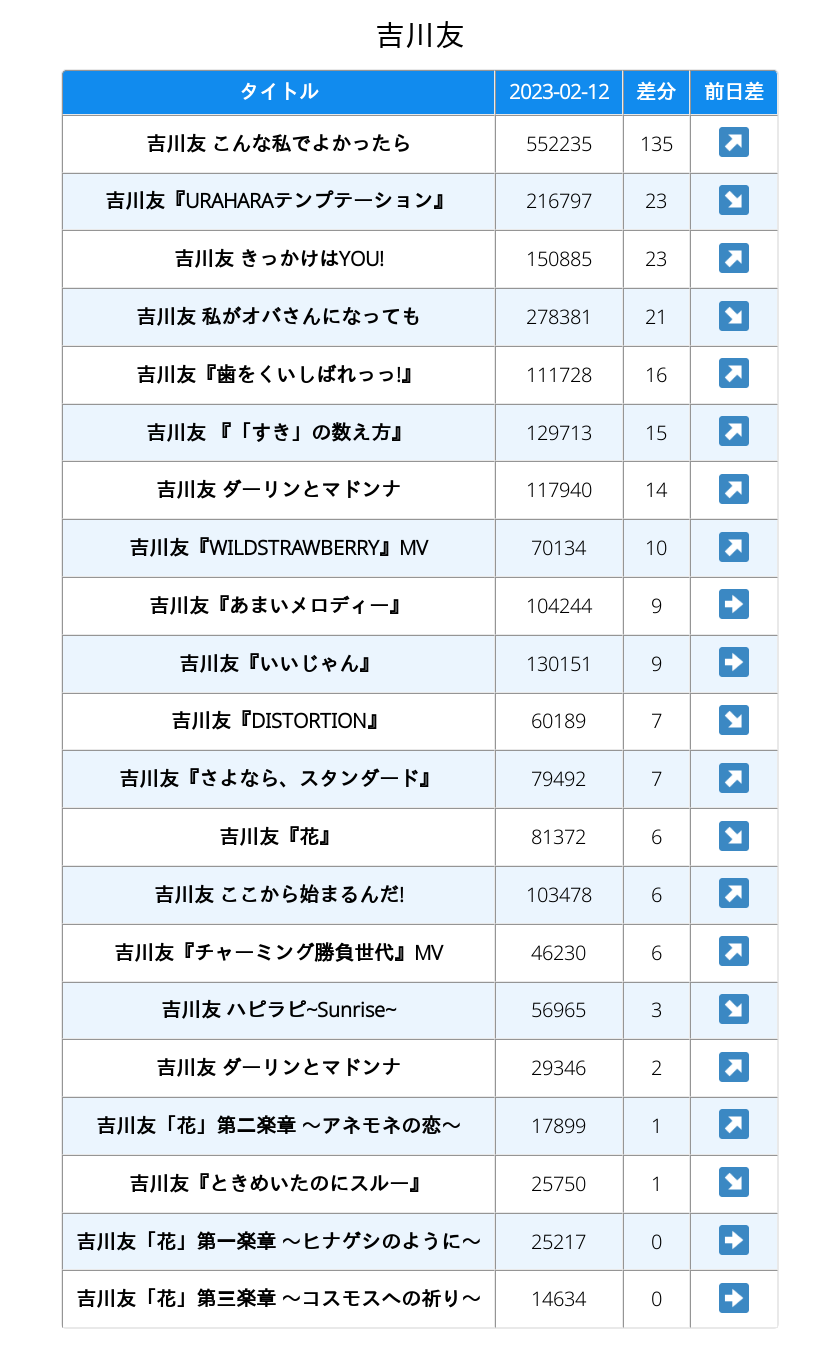 吉川友
タイトル 2023-02-12 差分 前日差
吉川友 こんな私でよかったら 552235 135 ↗
吉川友『URAHARAテンプテーション』 216797 23 ↘
吉川友 きっかけはYOU! 150885 23 ↗
吉川友 私がオバさんになっても 278381 21 ↘
吉川友『歯をくいしばれっっ!』 111728 16 ↗
吉川友 『「すき」の数え方』 129713 15 ↗
吉川友 ダーリンとマドンナ 117940 14 ↗
吉川友『WILDSTRAWBERRY』MV 70134 10 ↗
吉川友『あまいメロディー』 104244 9 ➡
吉川友『いいじゃん』 130151 9 ➡
吉川友『DISTORTION』 60189 7 ↘
吉川友『さよなら、スタンダード』 79492 7 ↗
吉川友『花』 81372 6 ↘
吉川友 ここから始まるんだ! 103478 6 ↗
吉川友『チャーミング勝負世代』MV 46230 6 ↗
吉川友 ハピラピ~Sunrise~ 56965 3 ↘
吉川友 ダーリンとマドンナ 29346 2 ↗
吉川友「花」第二楽章 ～アネモネの恋～ 17899 1 ↗
吉川友『ときめいたのにスルー』 25750 1 ↘
吉川友「花」第一楽章 ～ヒナゲシのように～ 25217 0 ➡
吉川友「花」第三楽章 ～コスモスへの祈り～ 14634 0 ➡